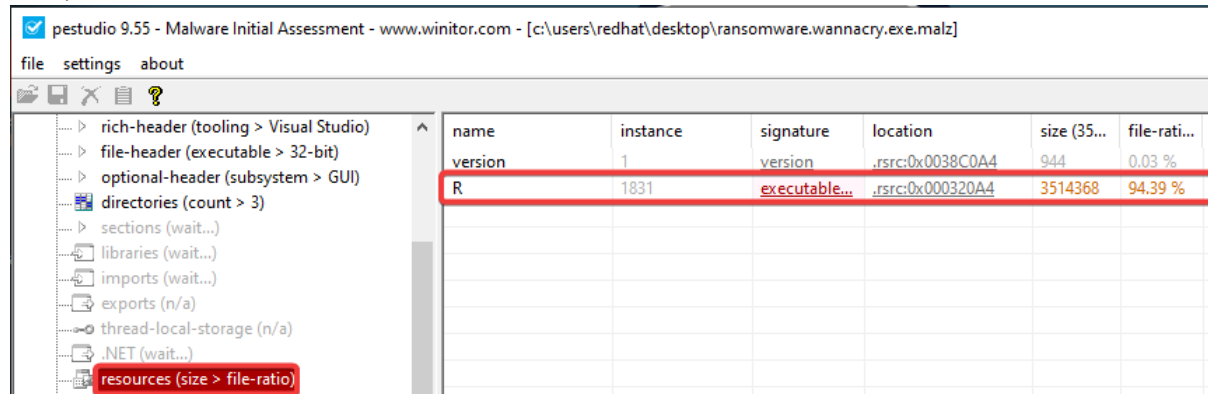 pestudio 9.55 - Malware Initial Assessment - www.winitor.com - [c:\users\redhat\desktop\ransomware.wannacry.exe.malz]
file settings about
rich-header (tooling > Visual Studio)
file-header (executable > 32-bit)
optional-header (subsystem > GUI)
directories (count > 3)
sections (wait...)
libraries (wait...)
imports (wait...)
exports (n/a)
thread-local-storage (n/a)
.NET (wait...)
resources (size > file-ratio)
name instance signature location size (35... file-rati...
version 1 version .rsrc:0x0038C0A4 944 0.03 %
R 1831 executable... .rsrc:0x000320A4 3514368 94.39 %